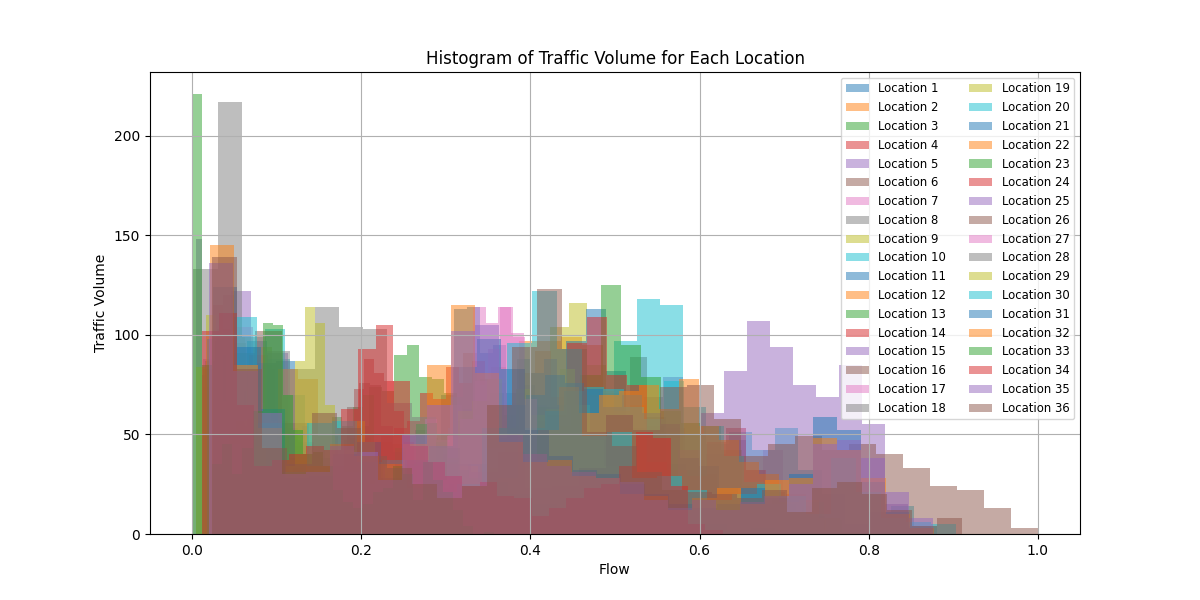 Histogram of Traffic Volume for Each Location
Traffic Volume
200
150
100
50
0
0.0
0.2
0.4
0.6
0.8
1.0
Flow
Location 1
Location 2
Location 3
Location 4
Location 5
Location 6
Location 7
Location 8
Location 9
Location 10
Location 11
Location 12
Location 13
Location 14
Location 15
Location 16
Location 17
Location 18
Location 19
Location 20
Location 21
Location 22
Location 23
Location 24
Location 25
Location 26
Location 27
Location 28
Location 29
Location 30
Location 31
Location 32
Location 33
Location 34
Location 35
Location 36